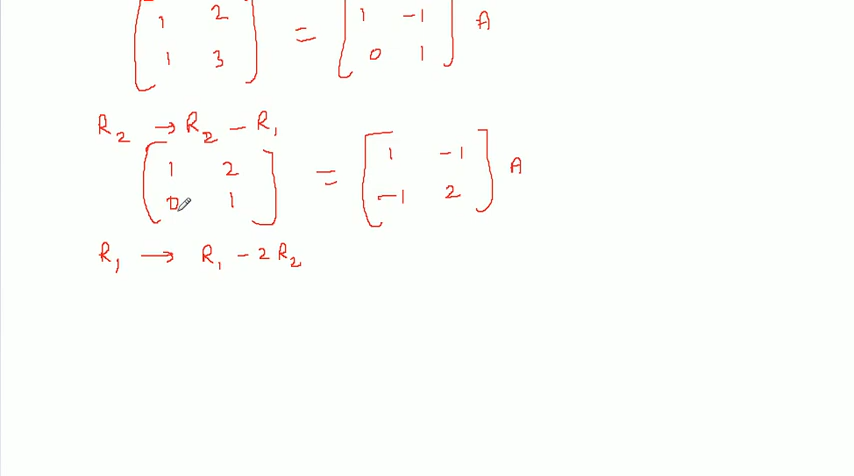 1 2 = 1 -1 A
1 3 0 1
R₂ → R₂ - R₁
1 2 = 1 -1 A
0 1 -1 2
R₁ → R₁ - 2R₂